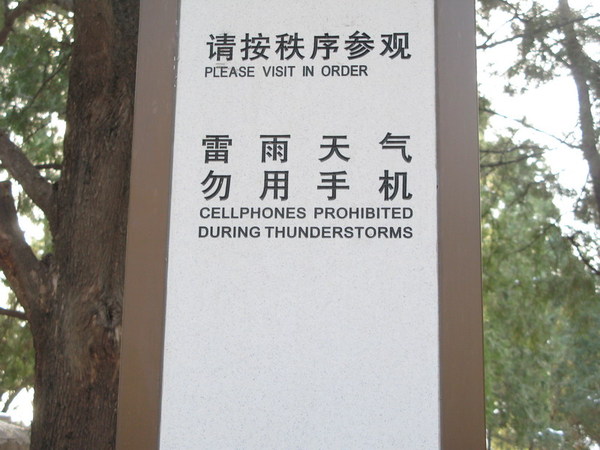 请按秩序参观
PLEASE VISIT IN ORDER
雷雨天气
勿用手机
CELLPHONES PROHIBITED
DURING THUNDERSTORMS